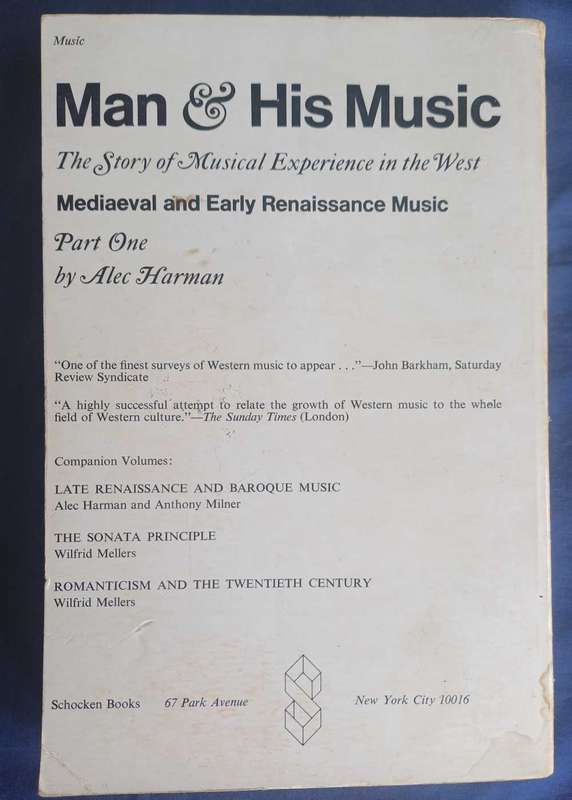 Music
Man & His Music
The Story of Musical Experience in the West
Mediaeval and Early Renaissance Music
Part One
by Alec Harman
“One of the finest surveys of Western music to appear . . .”—John Barkham, Saturday
Review Syndicate
“A highly successful attempt to relate the growth of Western music to the whole
field of Western culture.”—The Sunday Times (London)
Companion Volumes:
LATE RENAISSANCE AND BAROQUE MUSIC
Alec Harman and Anthony Milner
THE SONATA PRINCIPLE
Wilfrid Mellers
ROMANTICISM AND THE TWENTIETH CENTURY
Wilfrid Mellers
Schocken Books 67 Park Avenue New York City 10016